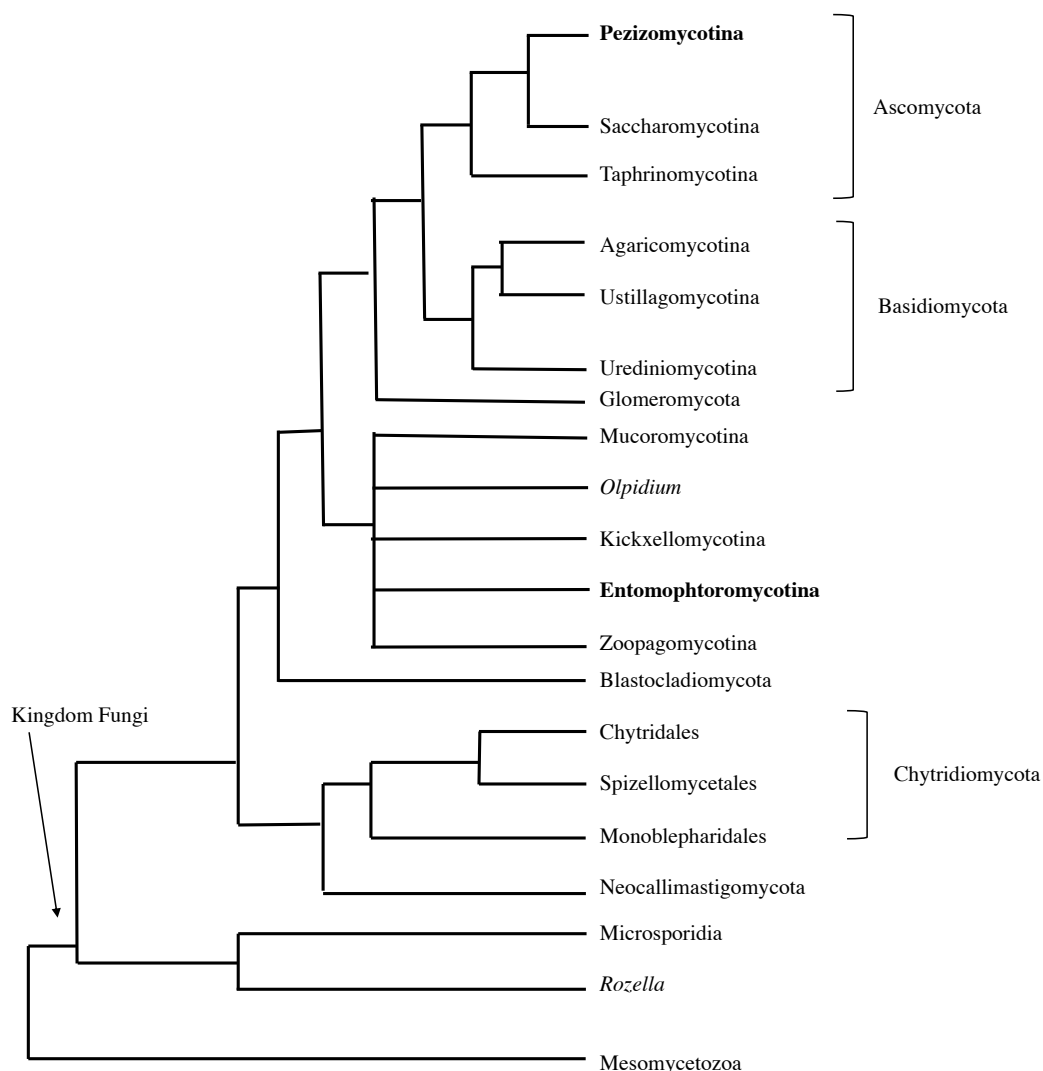 Pezizomycotina
Ascomycota
Saccharomycotina
Taphrinomycotina
Agaricomycotina
Ustillagomycotina
Basidiomycota
Urediniomycotina
Glomeromycota
Mucoromycotina
Olpidium
Kickxellomycotina
Entomophtoromycotina
Zoopagomycotina
Blastocladiomycota
Kingdom Fungi
Chytridales
Chytridiomycota
Spizellomycetales
Monoblepharidales
Neocallimastigomycota
Microsporidia
Rozella
Mesomycetozoa